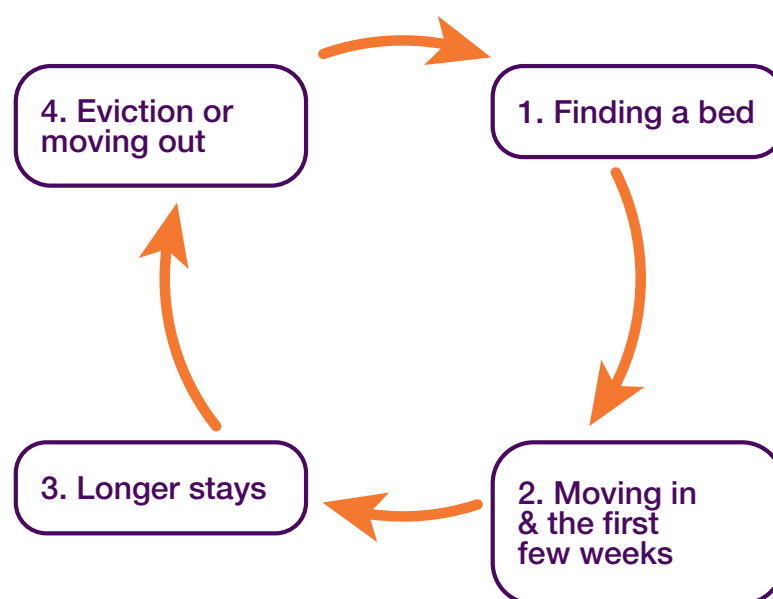 4. Eviction or
moving out
1. Finding a bed
3. Longer stays
2. Moving in
& the first
few weeks